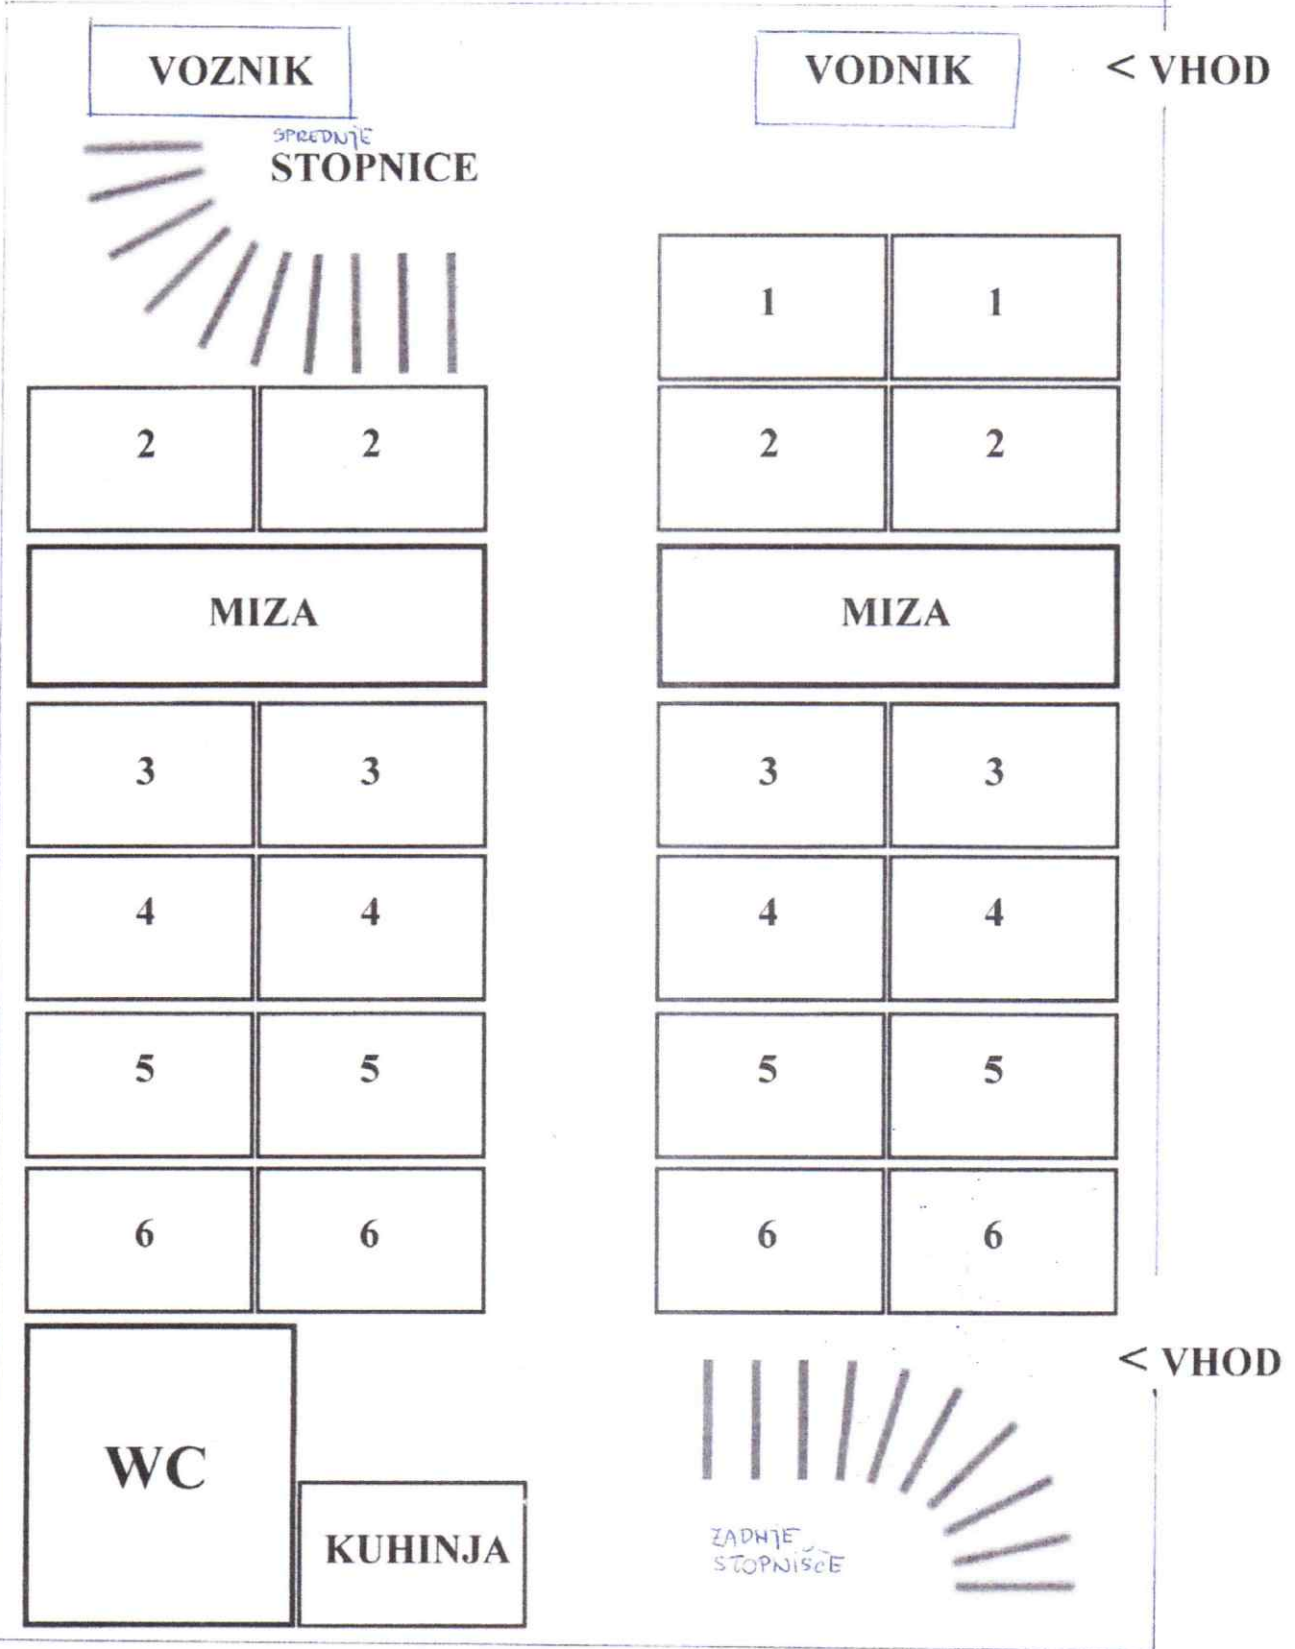 VOZNIK
VODNIK
< VHOD
SPREDNJE
STOPNICE
1 1
2 2 2 2
MIZA MIZA
3 3 3 3
4 4 4 4
5 5 5 5
6 6 6 6
< VHOD
WC
KUHINJA
ZADNJE
STOPNIŠČE